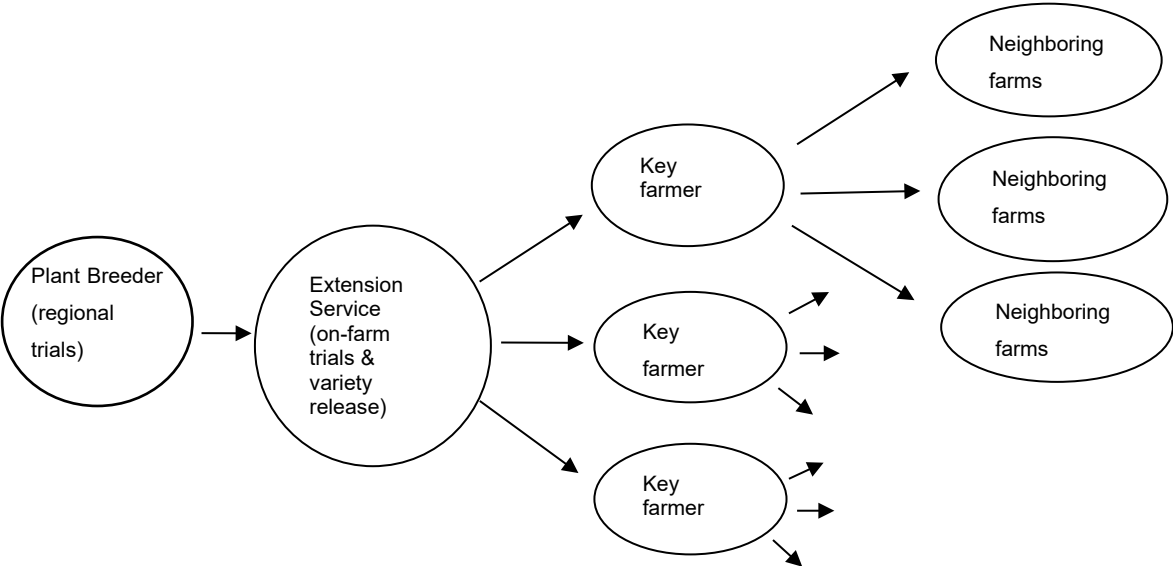 Plant Breeder
(regional
trials)
Extension
Service
(on-farm
trials &
variety
release)
Key
farmer
Key
farmer
Key
farmer
Neighboring
farms
Neighboring
farms
Neighboring
farms